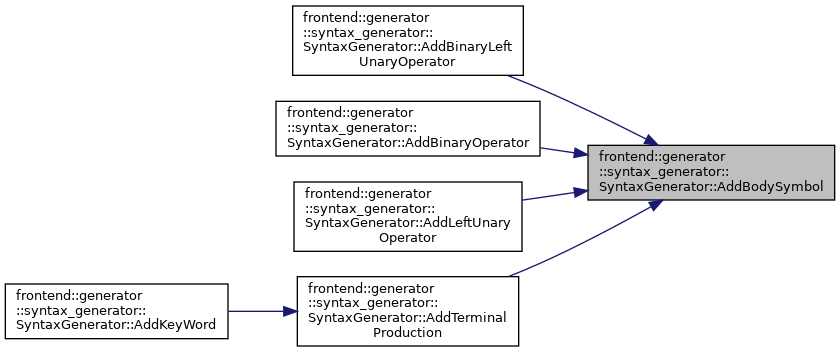 frontend::generator
::syntax_generator::
SyntaxGenerator::AddBinaryLeft
UnaryOperator
frontend::generator
::syntax_generator::
SyntaxGenerator::AddBinaryOperator
frontend::generator
::syntax_generator::
SyntaxGenerator::AddBodySymbol
frontend::generator
::syntax_generator::
SyntaxGenerator::AddLeftUnary
Operator
frontend::generator
::syntax_generator::
SyntaxGenerator::AddKeyWord
frontend::generator
::syntax_generator::
SyntaxGenerator::AddTerminal
Production